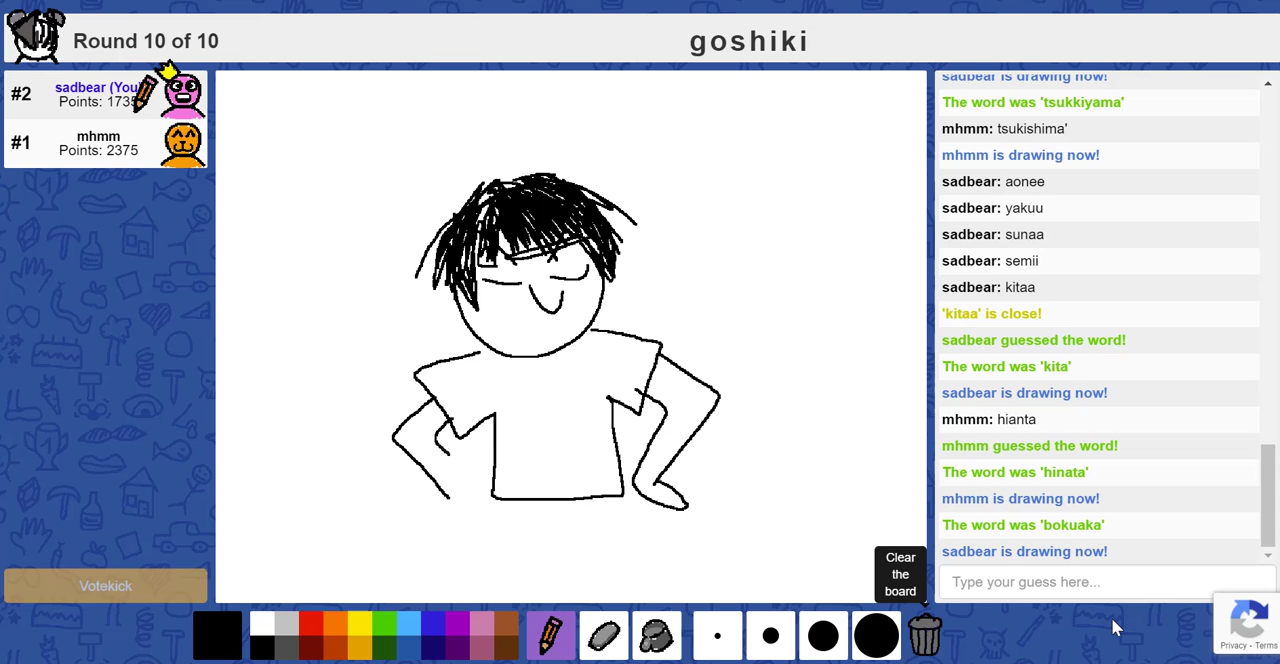 Round 10 of 10
goshiki
#2
sadbear (You)
Points: 1735
#1
mhmm
Points: 2375
sadbear is drawing now!
The word was 'tsukkiyama'
mhmm: tsukishima'
mhmm is drawing now!
sadbear: aonee
sadbear: yakuu
sadbear: sunaa
sadbear: semii
sadbear: kitaa
'kitaa' is close!
sadbear guessed the word!
The word was 'kita'
sadbear is drawing now!
mhmm: hianta
mhmm guessed the word!
The word was 'hinata'
mhmm is drawing now!
The word was 'bokuaka'
sadbear is drawing now!
Votekick
Clear
the
board
Type your guess here...
Privacy - Terms